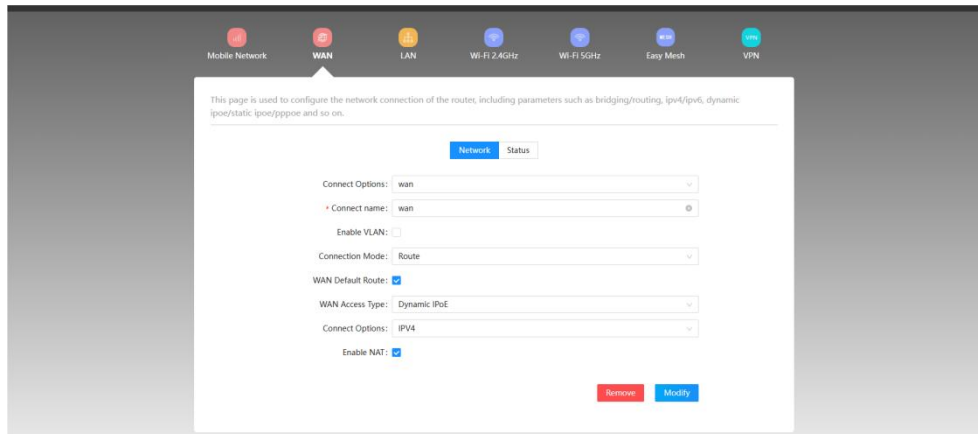 Mobile Network WAN LAN Wi-Fi 2.4GHz Wi-Fi 5GHz Easy Mesh VPN VPN
This page is used to configure the network connection of the router, including parameters such as bridging/routing, ipv4/ipv6, dynamic
ipoe/static ipoe/pppoe and so on.
Network Status
Connect Options: wan
* Connect name: wan
Enable VLAN:
Connection Mode: Route
WAN Default Route:
WAN Access Type: Dynamic IPoE
Connect Options: IPV4
Enable NAT:
Remove Modify